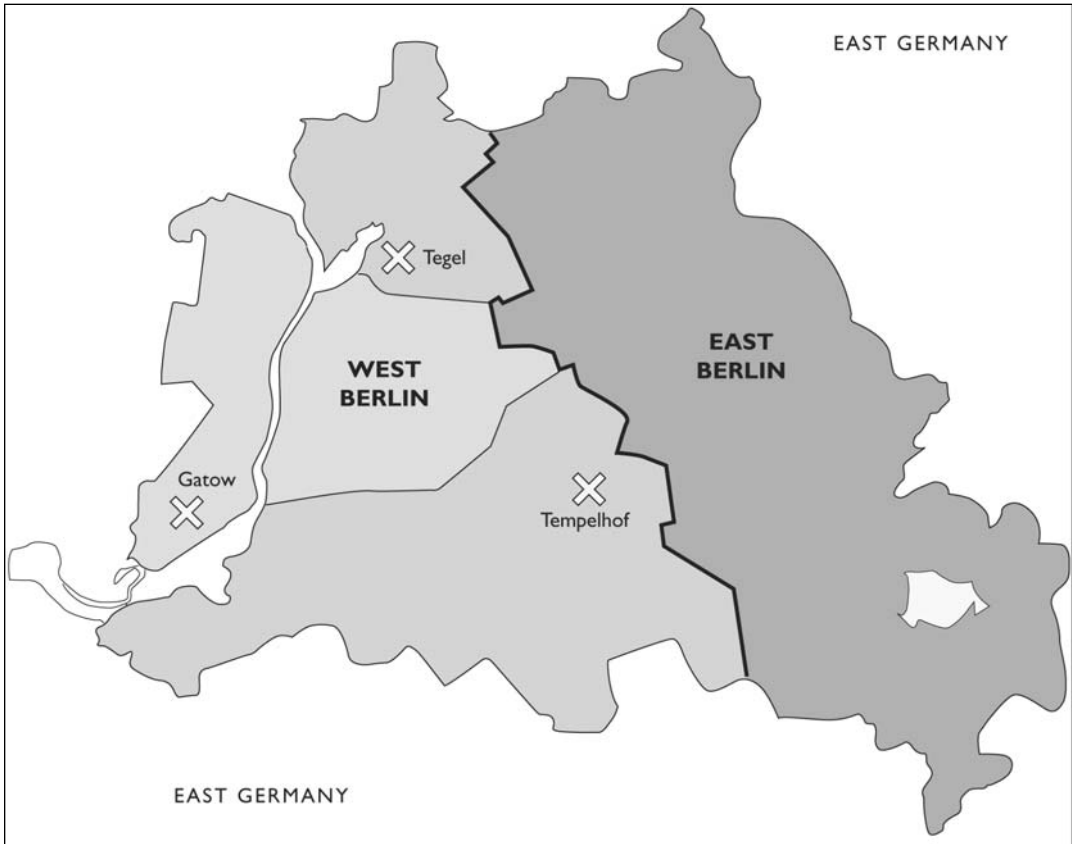 EAST GERMANY
Tegel
WEST
BERLIN
EAST
BERLIN
Gatow
Tempelhof
EAST GERMANY